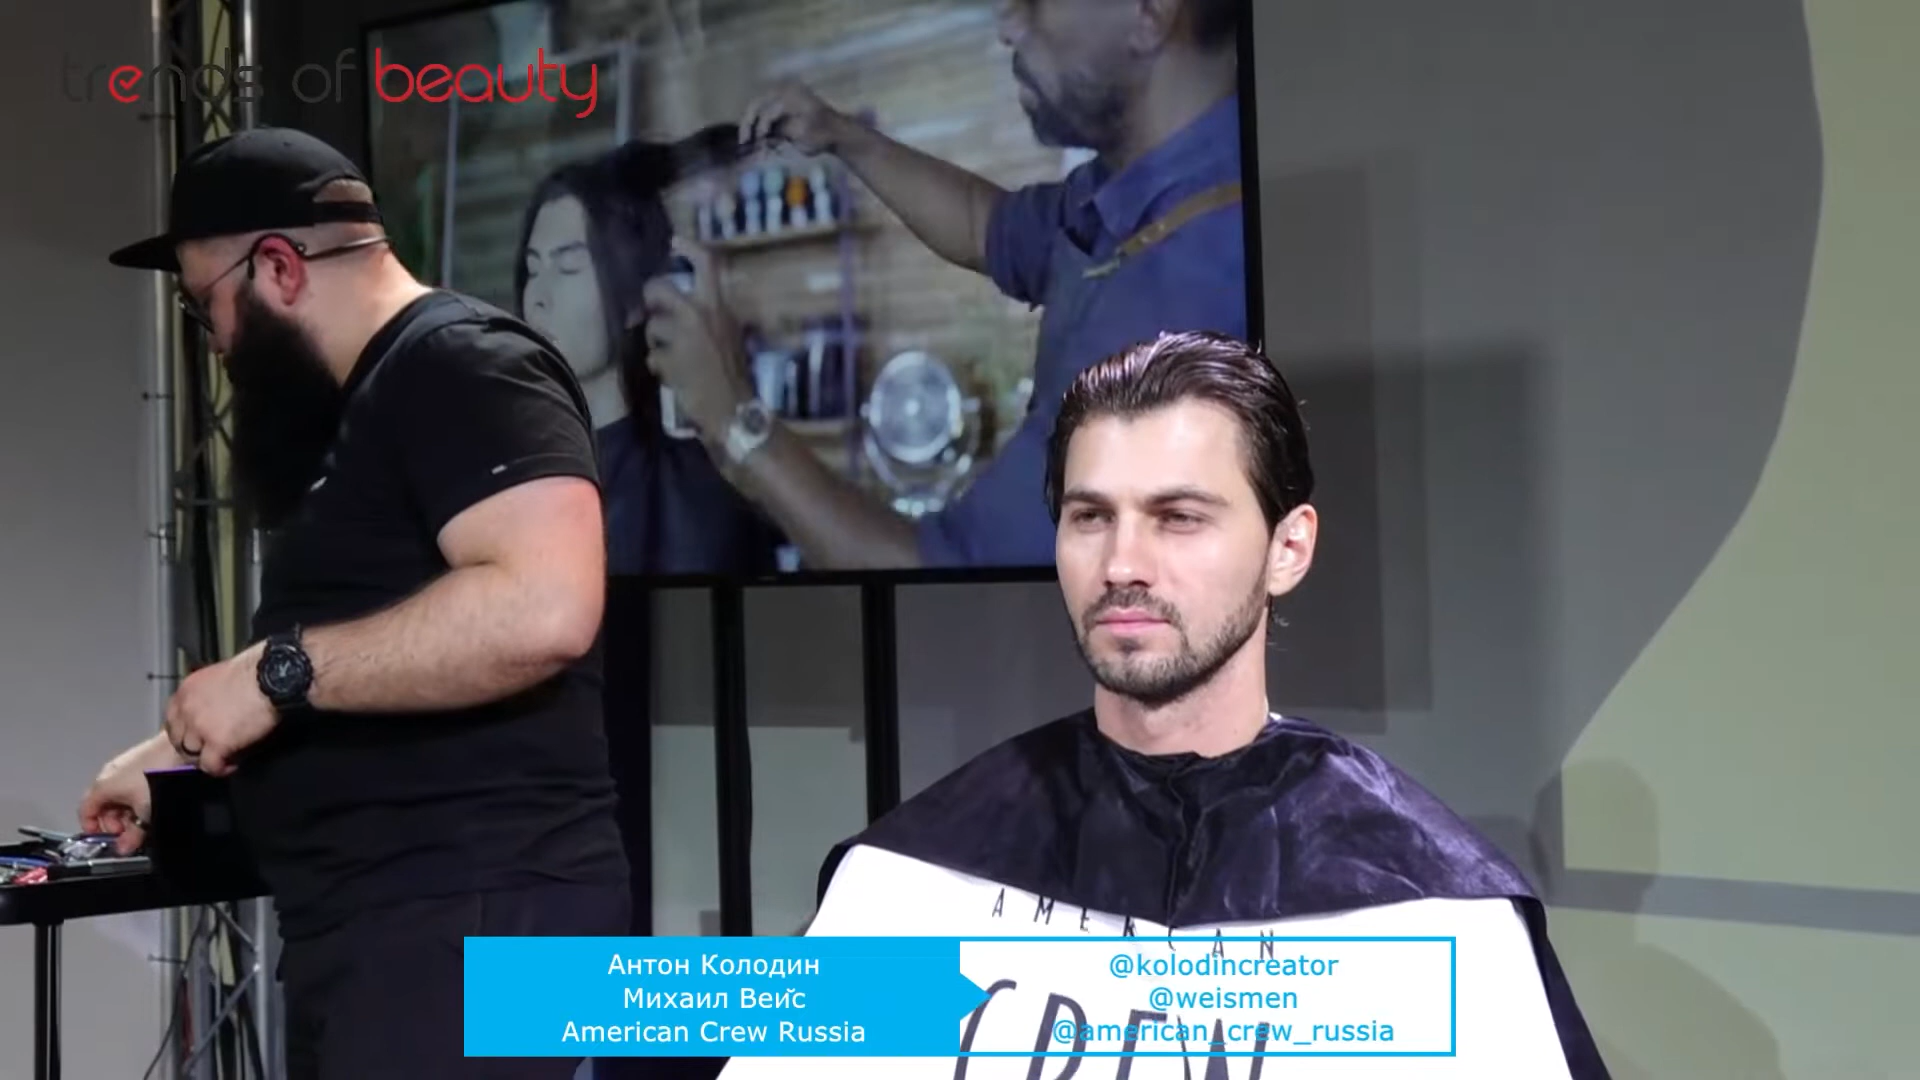 trends of beauty
AMERICAN
CREW
Антон Колодин
Михаил Вейс
American Crew Russia
@kolodincreator
@weismen
@american_crew_russia